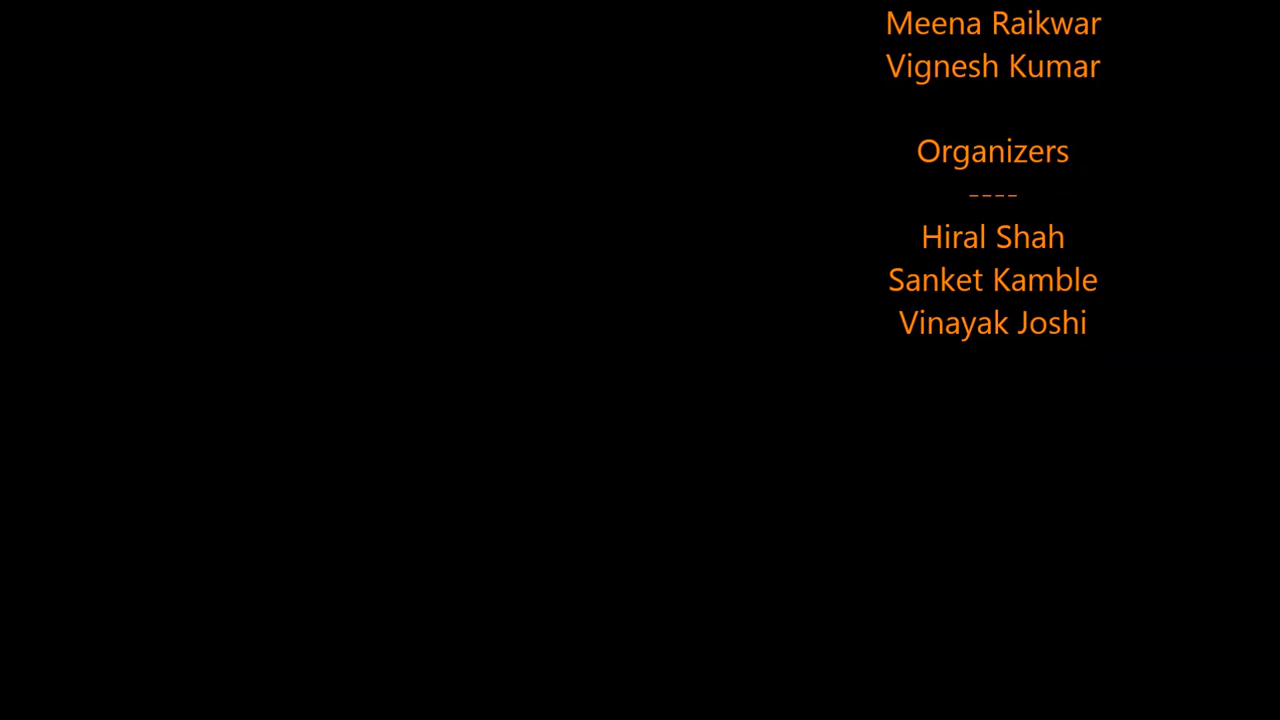 Meena Raikwar
Vignesh Kumar
Organizers
----
Hiral Shah
Sanket Kamble
Vinayak Joshi